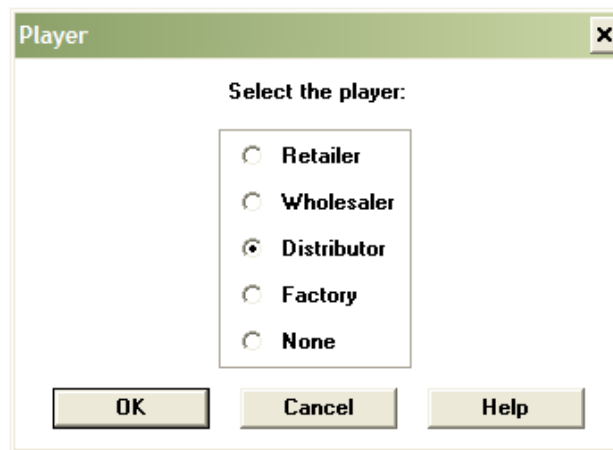 Player
Select the player:
Retailer
Wholesaler
Distributor
Factory
None
OK Cancel Help